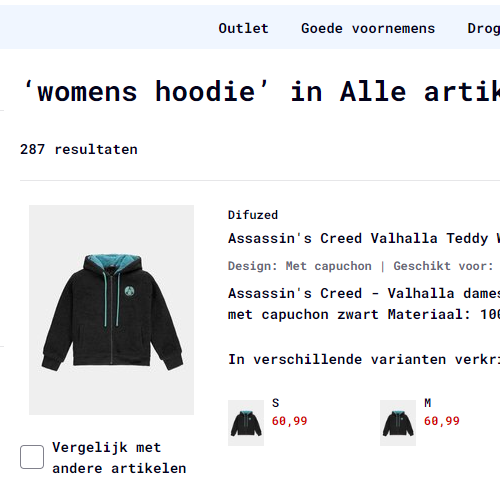 Outlet Goede voornemens Drog
‘womens hoodie’ in Alle artik
287 resultaten
Difuzed
Assassin's Creed Valhalla Teddy W
Design: Met capuchon | Geschikt voor:
Assassin's Creed - Valhalla dames
met capuchon zwart Materiaal: 100
In verschillende varianten verkri
S M
60,99 60,99
Vergelijk met
andere artikelen